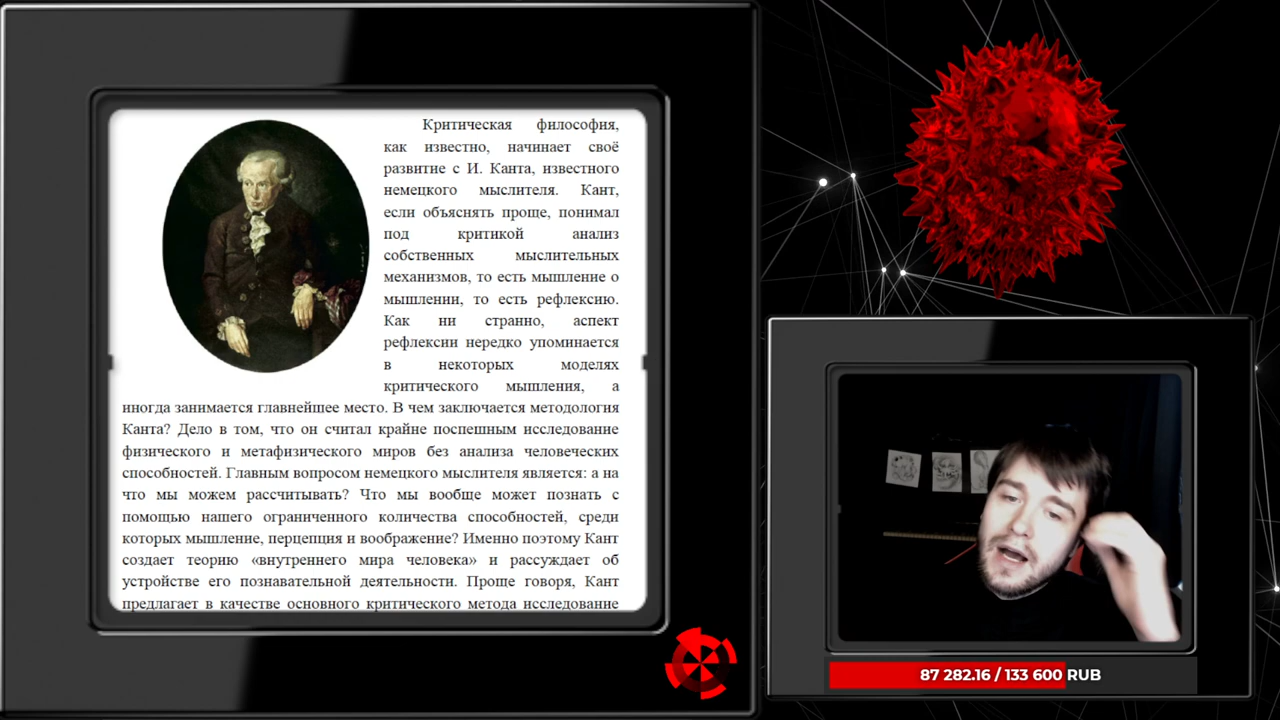 Критическая философия,
как известно, начинает своё
развитие с И. Канта, известного
немецкого мыслителя. Кант,
если объяснять проще, понимал
под критикой анализ
собственных мыслительных
механизмов, то есть мышление о
мышлении, то есть рефлексию.
Как ни странно, аспект
рефлексии нередко упоминается
в некоторых моделях
критического мышления, а
иногда занимается главнейшее место. В чем заключается методология
Канта? Дело в том, что он считал крайне поспешным исследование
физического и метафизического миров без анализа человеческих
способностей. Главным вопросом немецкого мыслителя является: а на
что мы можем рассчитывать? Что мы вообще может познать с
помощью нашего ограниченного количества способностей, среди
которых мышление, перцепция и воображение? Именно поэтому Кант
создает теорию «внутреннего мира человека» и рассуждает об
устройстве его познавательной деятельности. Проще говоря, Кант
предлагает в качестве основного критического метода исследование
87 282.16 / 133 600 RUB